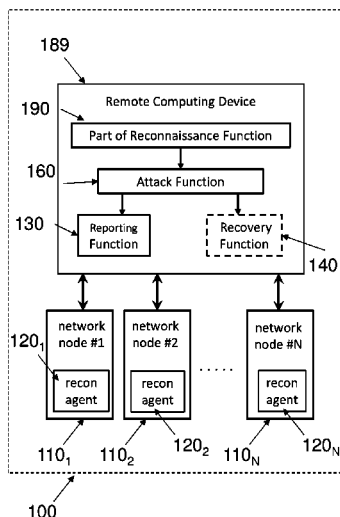 189
190
Remote Computing Device
Part of Reconnaissance Function
160
Attack Function
130
Reporting Function
Recovery Function
140
network node #1
network node #2
network node #N
120₁
recon agent
recon agent
. . . . .
recon agent
110₁
120₂
110₂
110N
120N
100